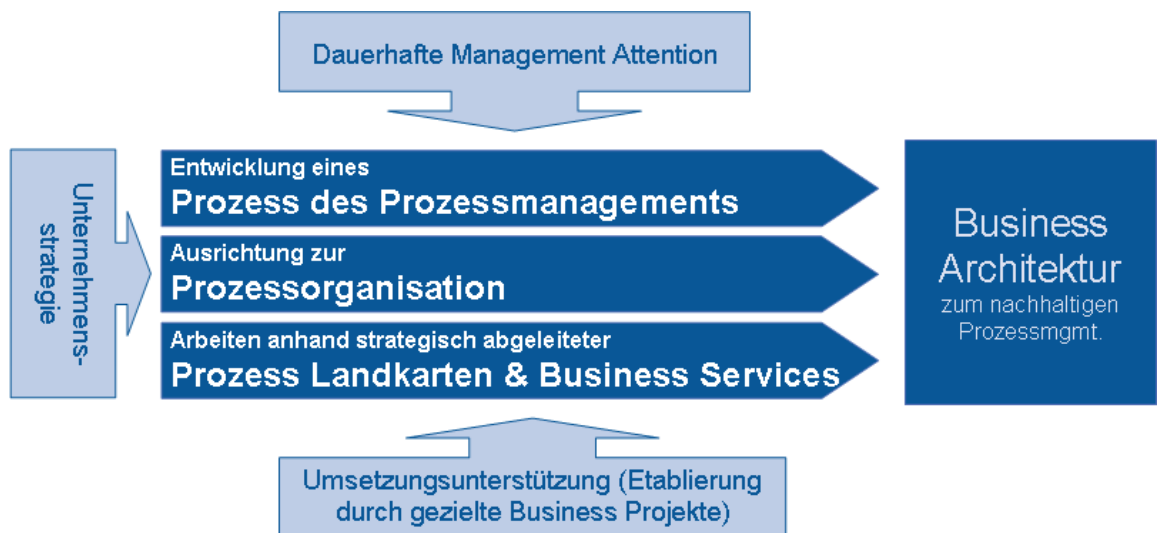 Dauerhafte Management Attention
Unternehmens-
strategie
Entwicklung eines
Prozess des Prozessmanagements
Ausrichtung zur
Prozessorganisation
Arbeiten anhand strategisch abgeleiteter
Prozess Landkarten & Business Services
Business
Architektur
zum nachhaltigen
Prozessmgmt.
Umsetzungsunterstützung (Etablierung
durch gezielte Business Projekte)